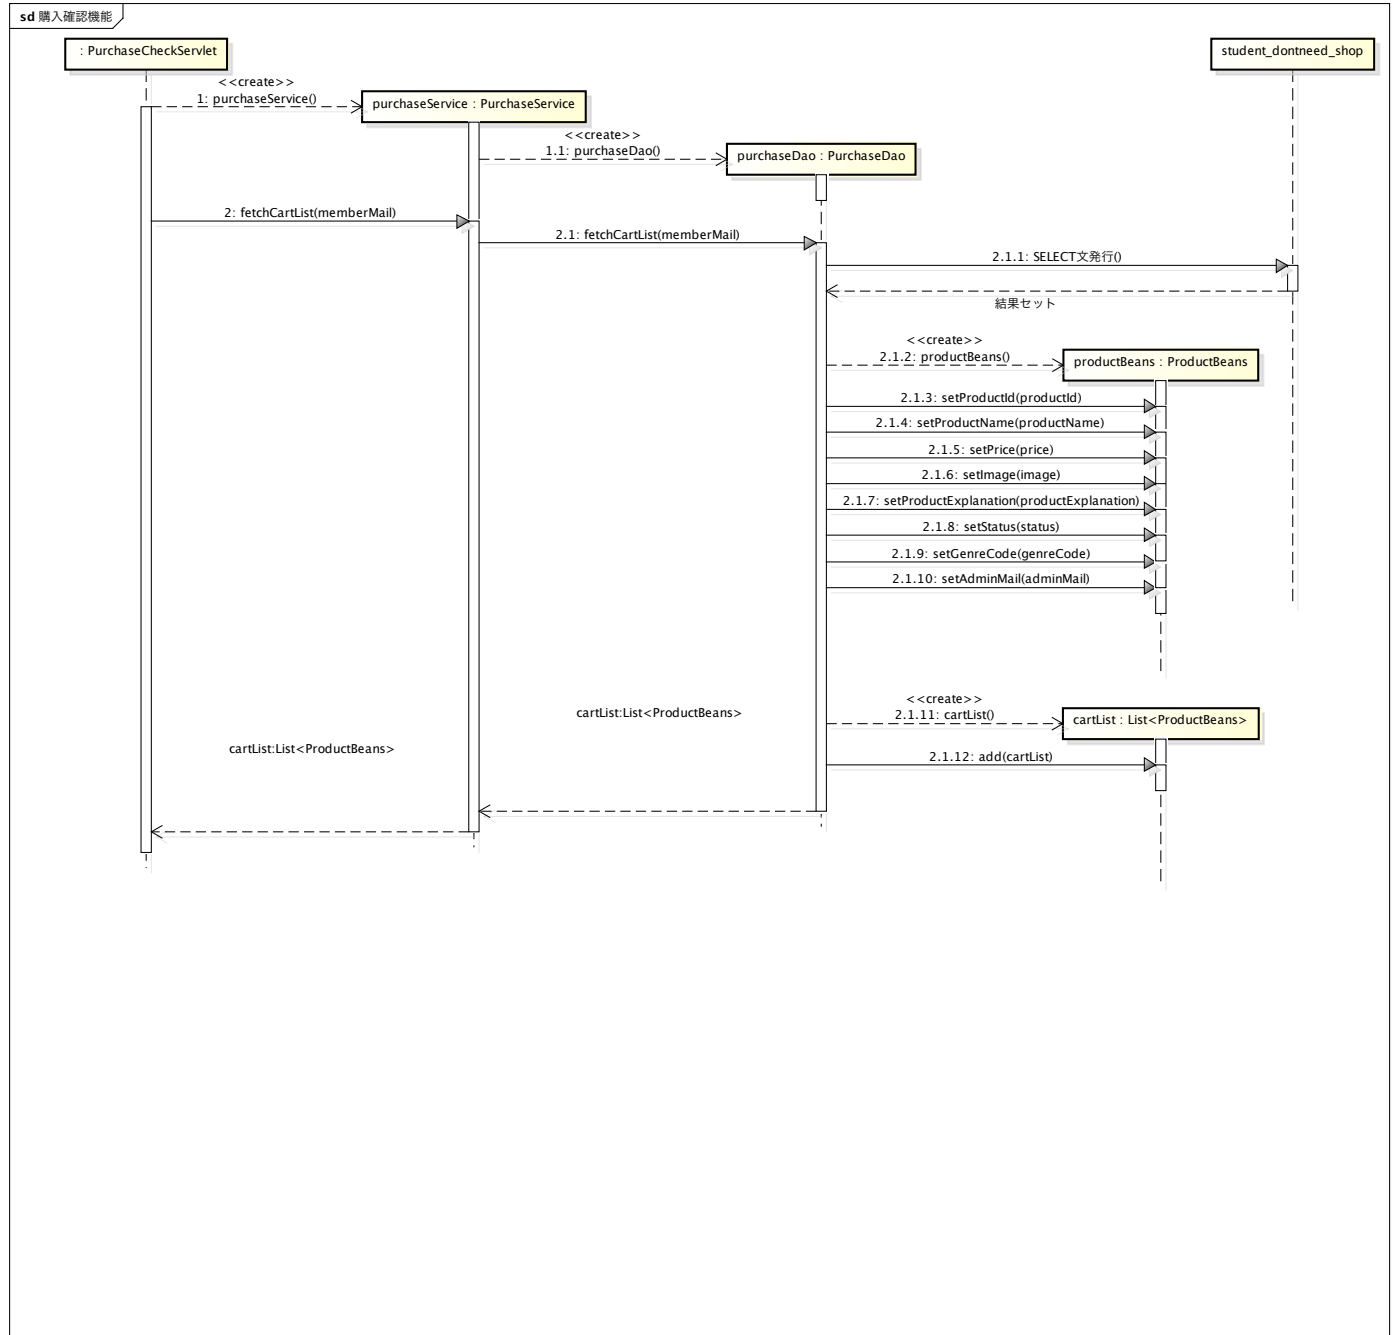 sd 購入確認機能
: PurchaseCheckServlet
student_dontneed_shop
<<create>>
1: purchaseService()
purchaseService : PurchaseService
<<create>>
1.1: purchaseDao()
purchaseDao : PurchaseDao
2: fetchCartList(memberMail)
2.1: fetchCartList(memberMail)
2.1.1: SELECT文発行()
結果セット
<<create>>
2.1.2: productBeans()
productBeans : ProductBeans
2.1.3: setProductId(productId)
2.1.4: setProductName(productName)
2.1.5: setPrice(price)
2.1.6: setImage(image)
2.1.7: setProductExplanation(productExplanation)
2.1.8: setStatus(status)
2.1.9: setGenreCode(genreCode)
2.1.10: setAdminMail(adminMail)
<<create>>
2.1.11: cartList()
cartList : List<ProductBeans>
cartList:List<ProductBeans>
cartList:List<ProductBeans>
2.1.12: add(cartList)